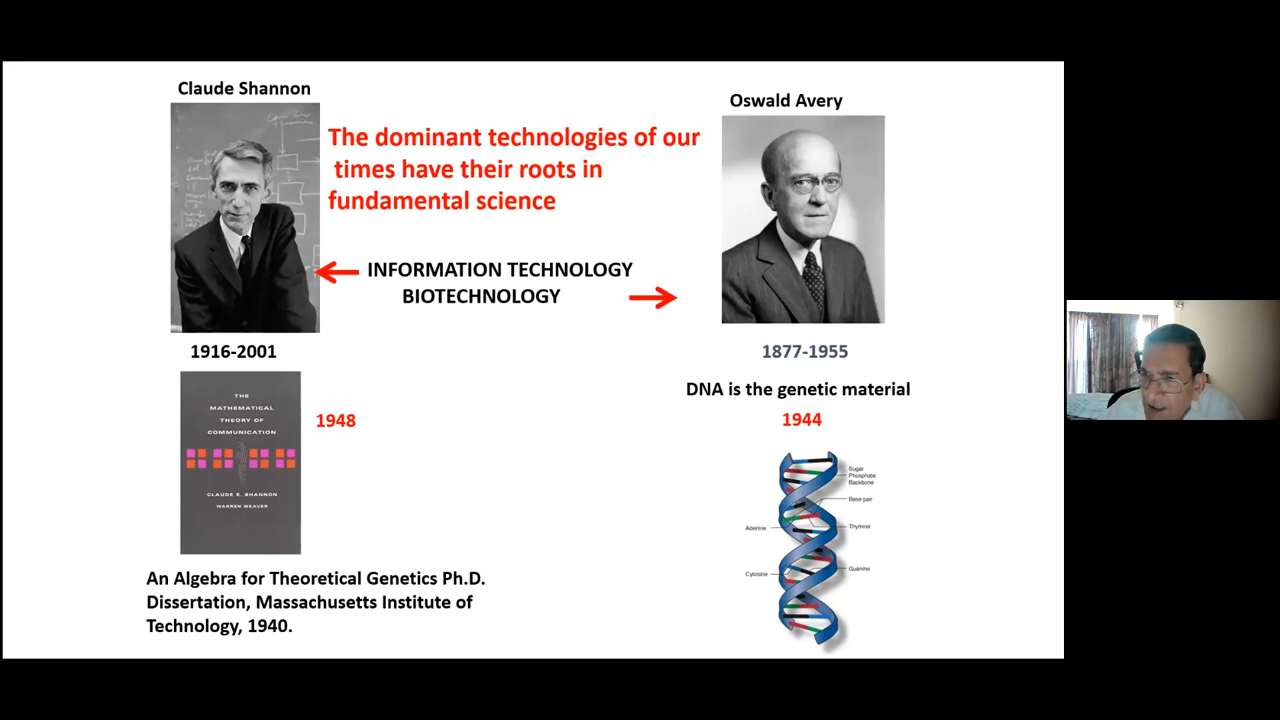 Claude Shannon
The dominant technologies of our
times have their roots in
fundamental science
Oswald Avery
INFORMATION TECHNOLOGY
BIOTECHNOLOGY
1916-2001
1877-1955
THE
MATHEMATICAL
THEORY OF
COMMUNICATION
CLAUDE E. SHANNON
WARREN WEAVER
1948
DNA is the genetic material
1944
Sugar
Phosphate
Backbone
Base pair
Adenine
Thymine
Cytosine
Guanine
An Algebra for Theoretical Genetics Ph.D.
Dissertation, Massachusetts Institute of
Technology, 1940.